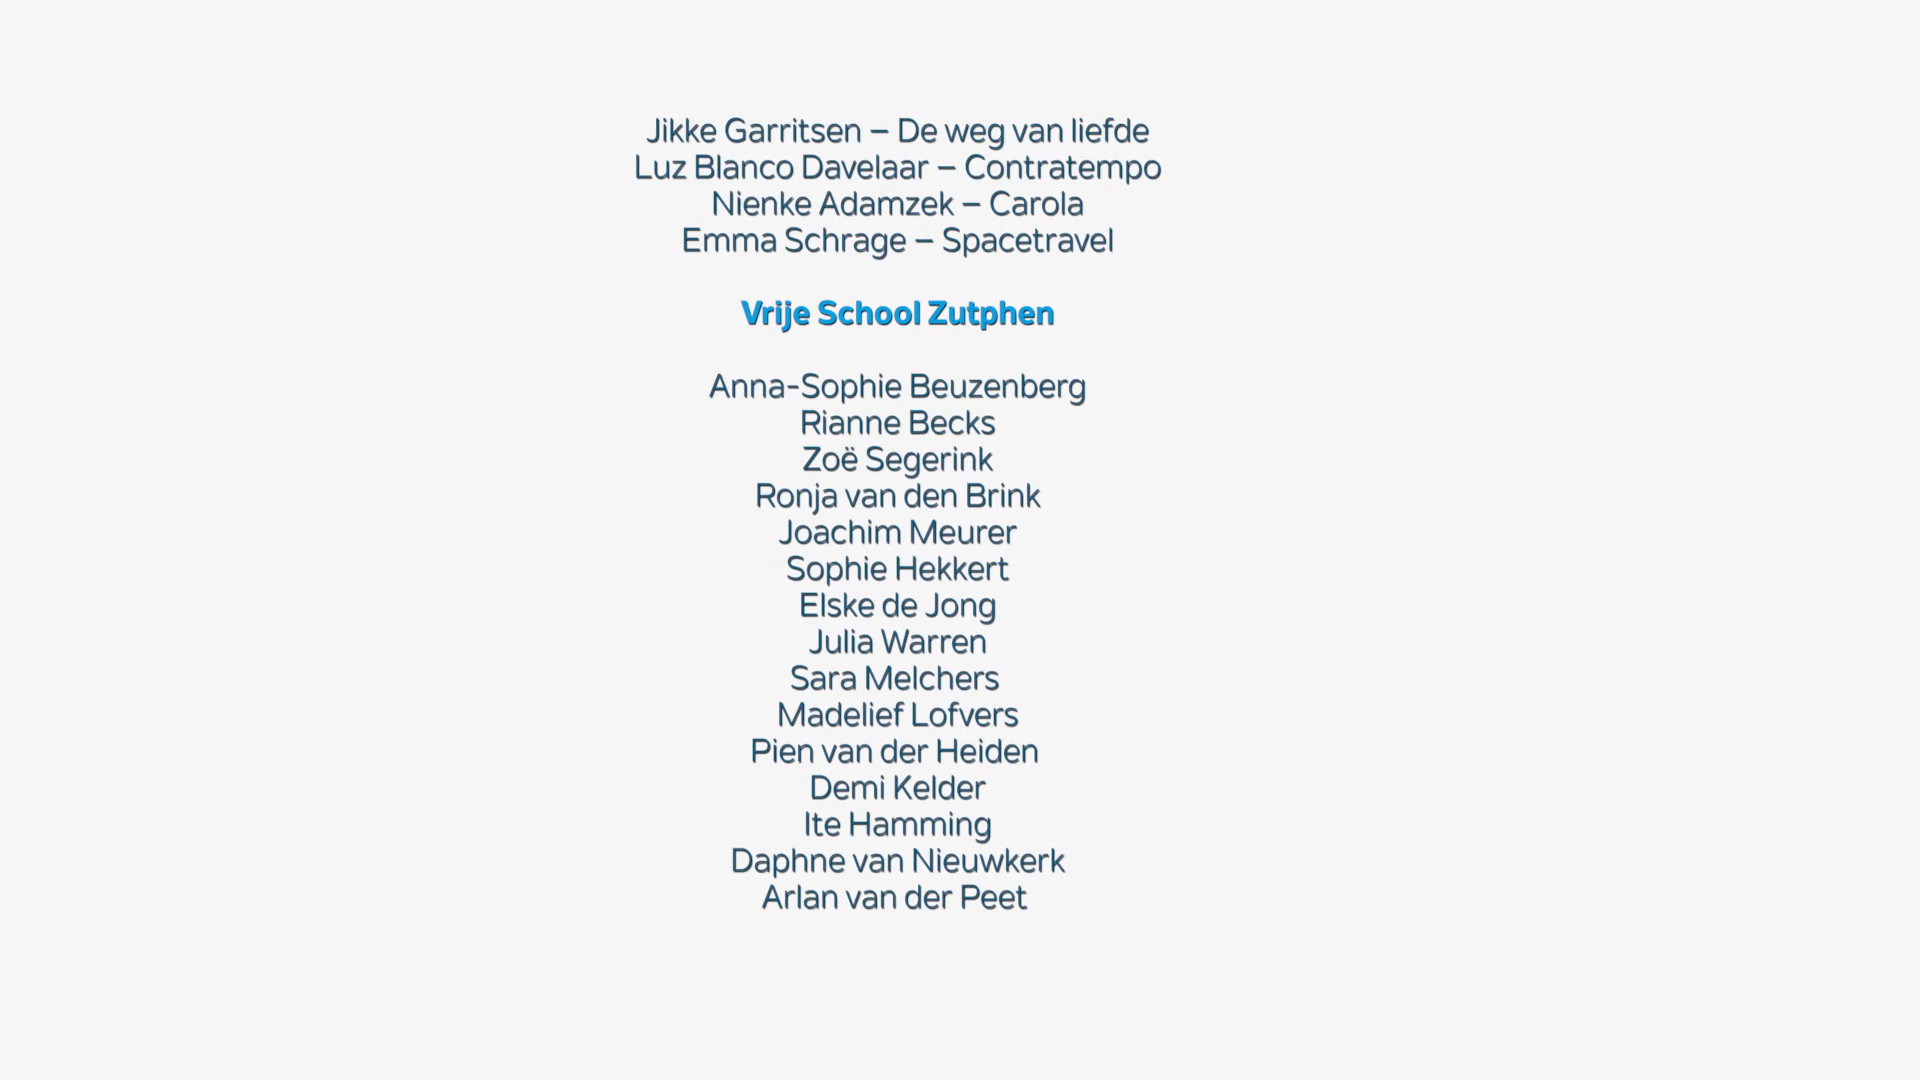 Jikke Garritsen – De weg van liefde
Luz Blanco Davelaar – Contratempo
Nienke Adamzek – Carola
Emma Schrage – Spacetravel
Vrije School Zutphen
Anna-Sophie Beuzenberg
Rianne Becks
Zoë Segerink
Ronja van den Brink
Joachim Meurer
Sophie Hekkert
Elske de Jong
Julia Warren
Sara Melchers
Madelief Lofvers
Pien van der Heiden
Demi Kelder
Ite Hamming
Daphne van Nieuwkerk
Arlan van der Peet